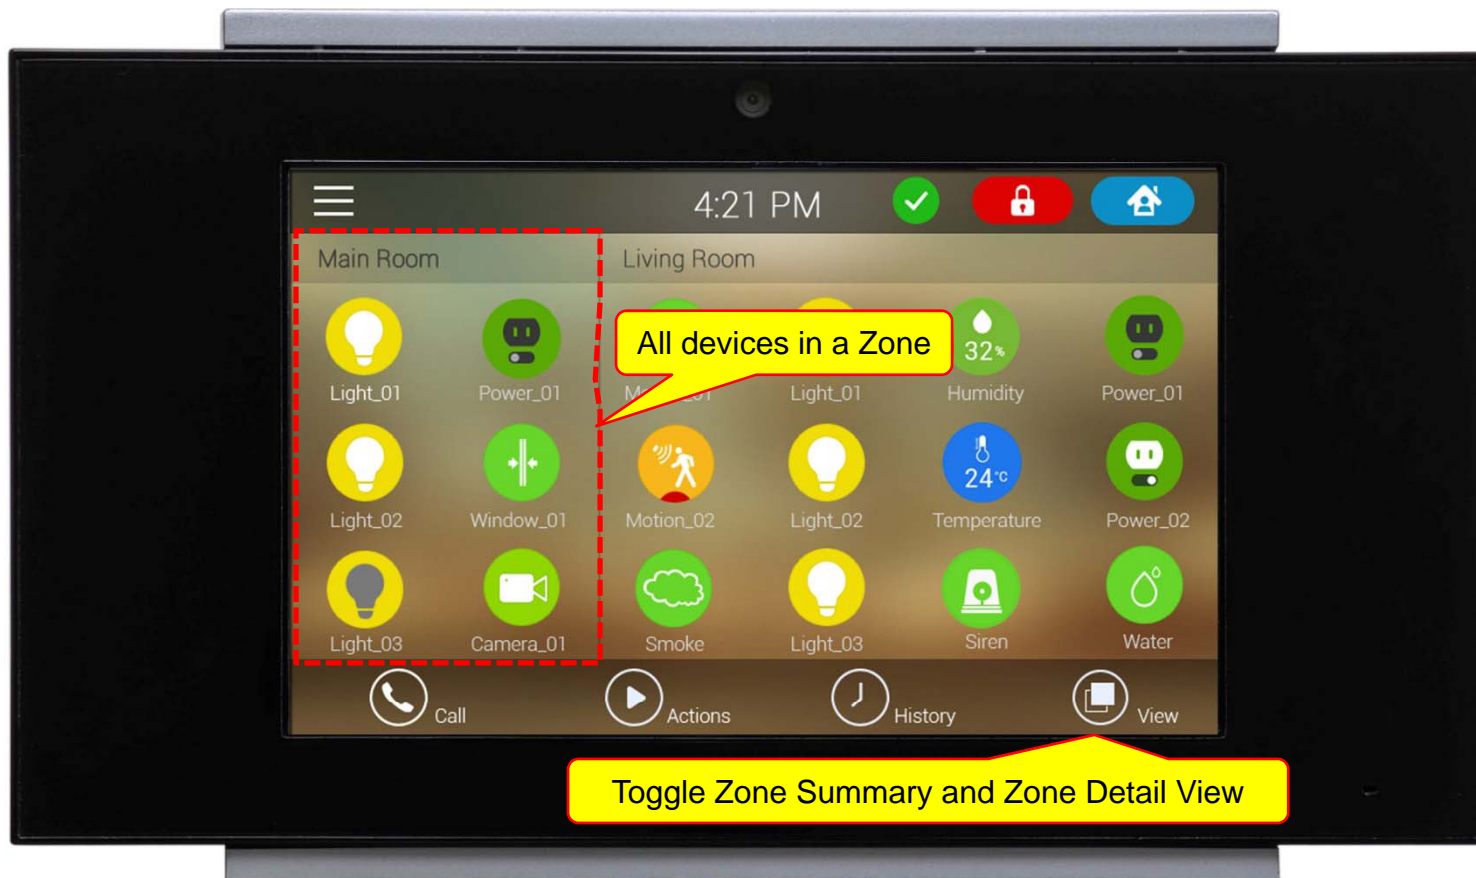 4:21 PM
Main Room
Living Room
All devices in a Zone
32%
Light_01
Power_01
Light_01
Humidity
Power_01
24°C
Light_02
Window_01
Motion_02
Light_02
Temperature
Power_02
Light_03
Camera_01
Smoke
Light_03
Siren
Water
Call
Actions
History
View
Toggle Zone Summary and Zone Detail View